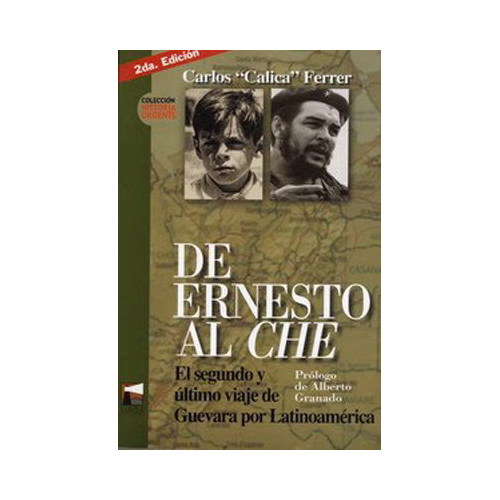 2da. Edición
Carlos "Calica" Ferrer
COLECCIÓN
HISTORIA
URGENTE
DE
ERNESTO
AL CHE
El segundo y
último viaje de
Guevara por Latinoamérica
Prólogo
de Alberto
Granado